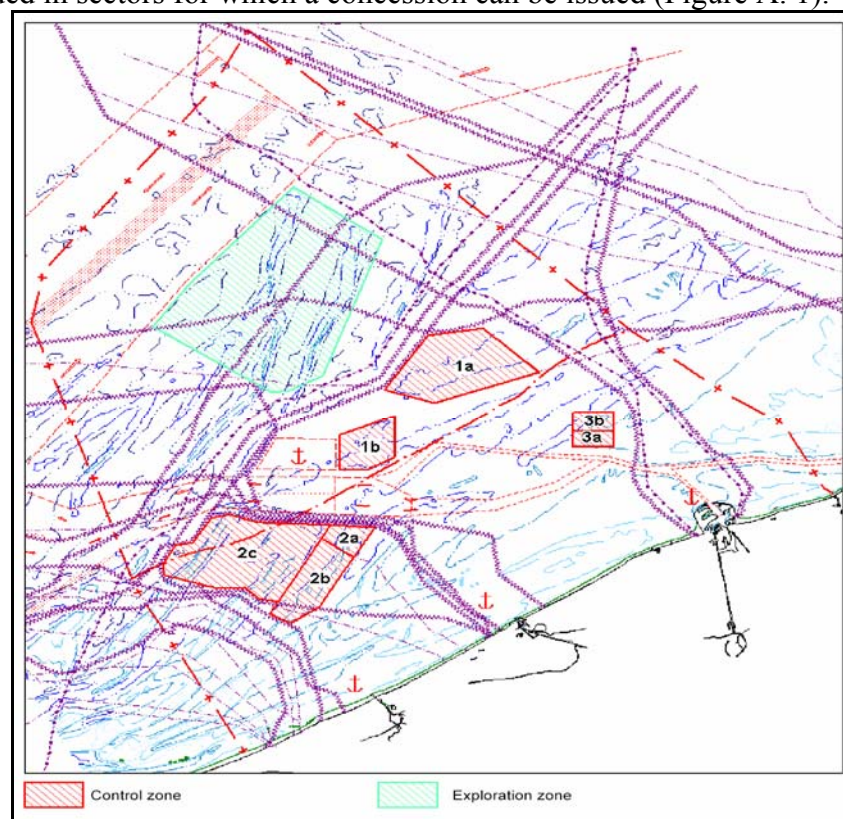 ded in sectors for which a concession can be issued (Figure A. 1).
1a
3b
1b
3a
2a
2c
2b
Control zone
Exploration zone